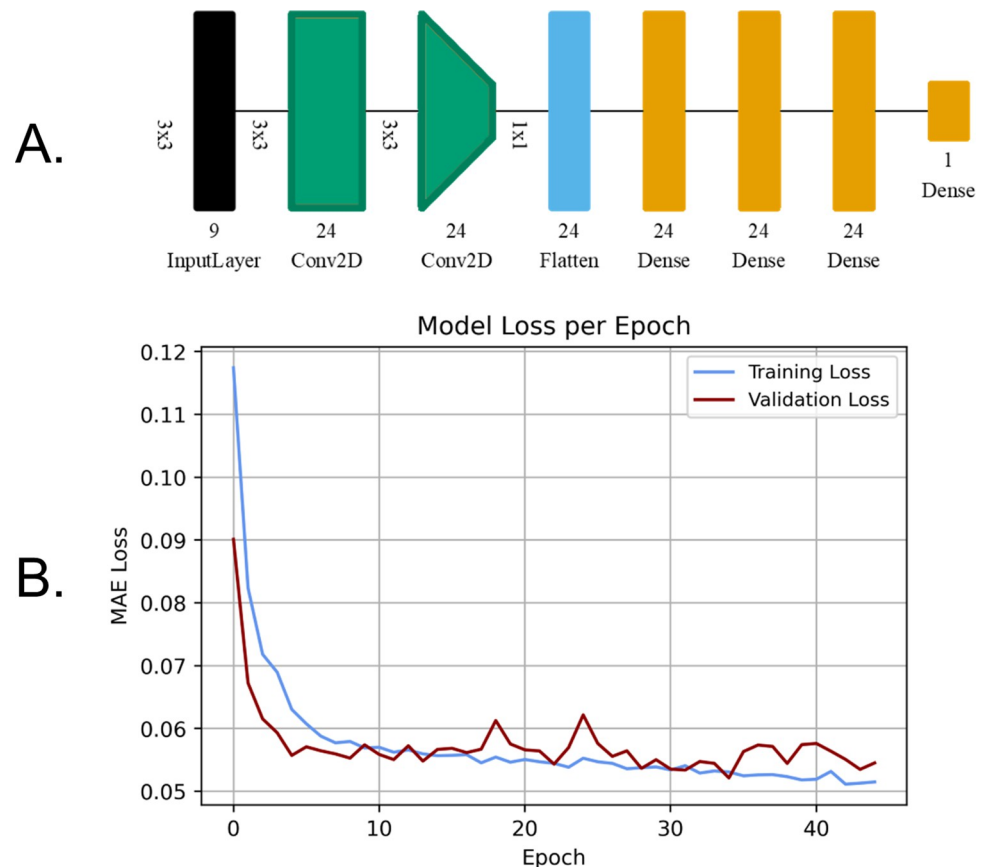 A.
3x3
3x3
3x3
1x1
9
InputLayer
24
Conv2D
24
Conv2D
24
Flatten
24
Dense
24
Dense
24
Dense
1
Dense
B.
Model Loss per Epoch
Training Loss
Validation Loss
MAE Loss
0.12
0.11
0.10
0.09
0.08
0.07
0.06
0.05
0 10 20 30 40
Epoch